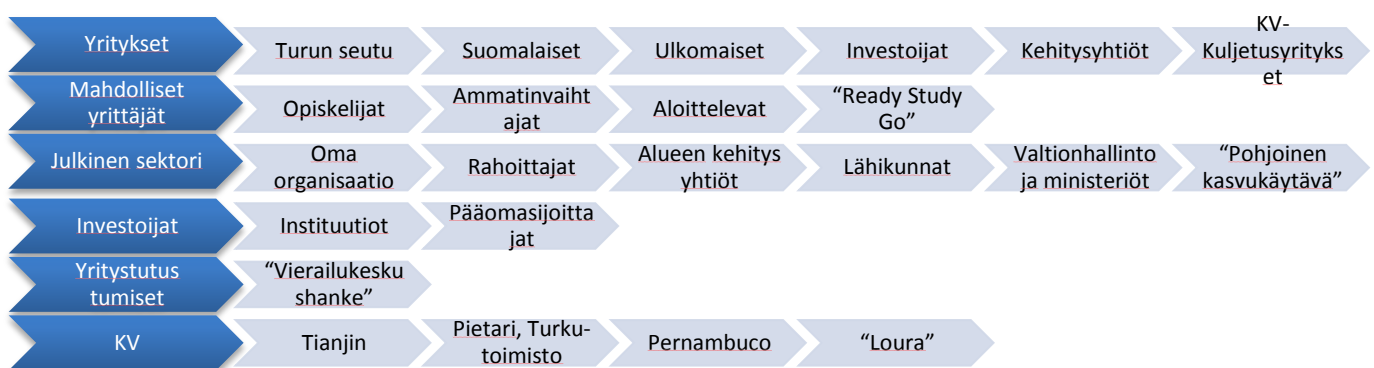 Yritykset
Turun seutu
Suomalaiset
Ulkomaiset
Investoijat
Kehitysyhtiöt
KV-
Kuljetusyrityks
et
Mahdolliset
yrittäjät
Opiskelijat
Ammatinvaiht
ajat
Aloittelevat
“Ready Study
Go”
Julkinen sektori
Oma
organisaatio
Rahoittajat
Alueen kehitys
yhtiöt
Lähikunnat
Valtionhallinto
ja ministeriöt
“Pohjoinen
kasvukäytävä”
Investoijat
Instituutiot
Pääomasijoitta
jat
Yritystutus
tumiset
“Vierailukesku
shanke”
KV
Tianjin
Pietari, Turku-
toimisto
Pernambuco
“Loura”